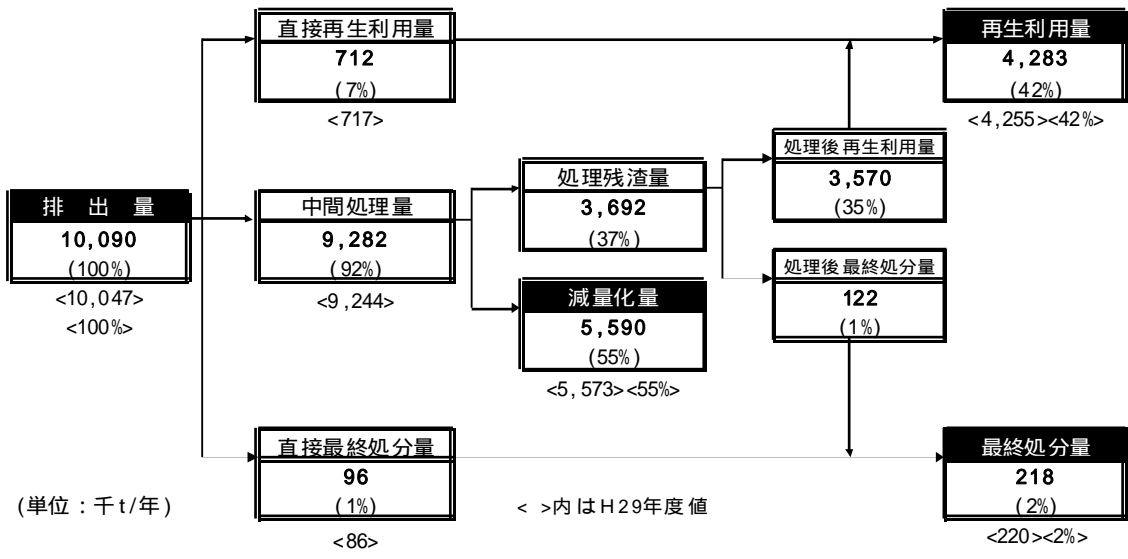 直接再生利用量
712
(7%)
<717>
再生利用量
4,283
(42%)
<4,255><42%>
処理後再生利用量
3,570
(35%)
処理残渣量
3,692
(37%)
排 出 量
10,090
(100%)
<10,047>
<100%>
中間処理量
9,282
(92%)
<9,244>
減量化量
5,590
(55%)
<5,573><55%>
処理後最終処分量
122
(1%)
直接最終処分量
96
(1%)
<86>
最終処分量
218
(2%)
<220><2%>
(単位：千t/年)
< >内はH29年度値